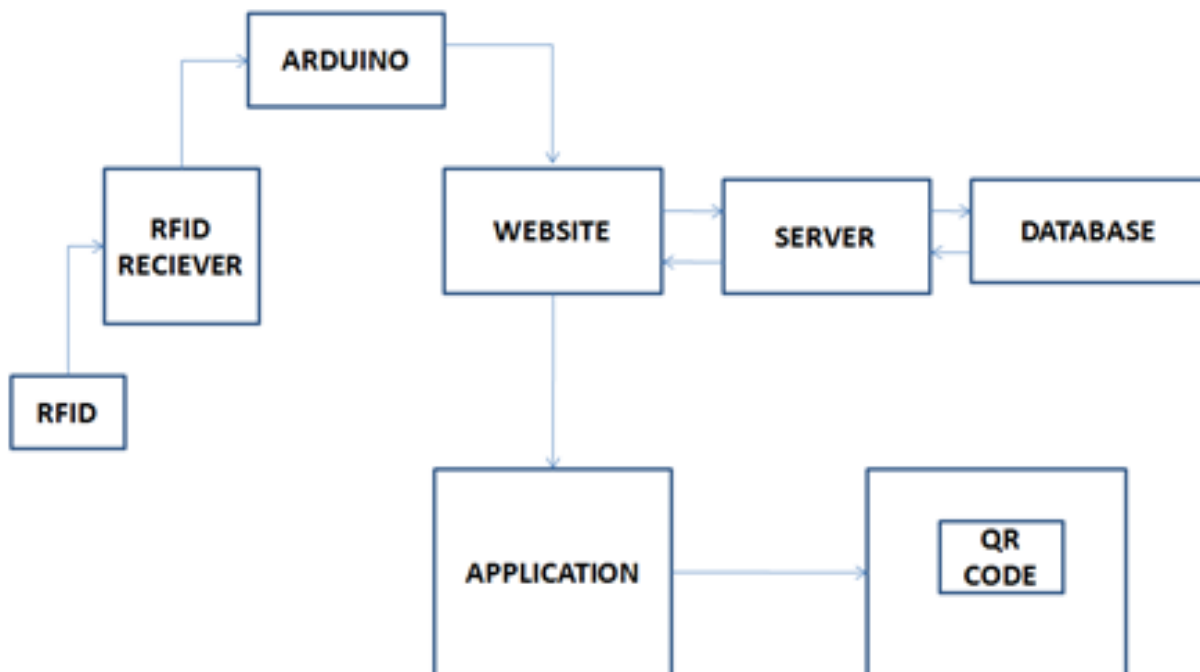 ARDUINO
RFID
RECIEVER
WEBSITE
SERVER
DATABASE
RFID
APPLICATION
QR
CODE